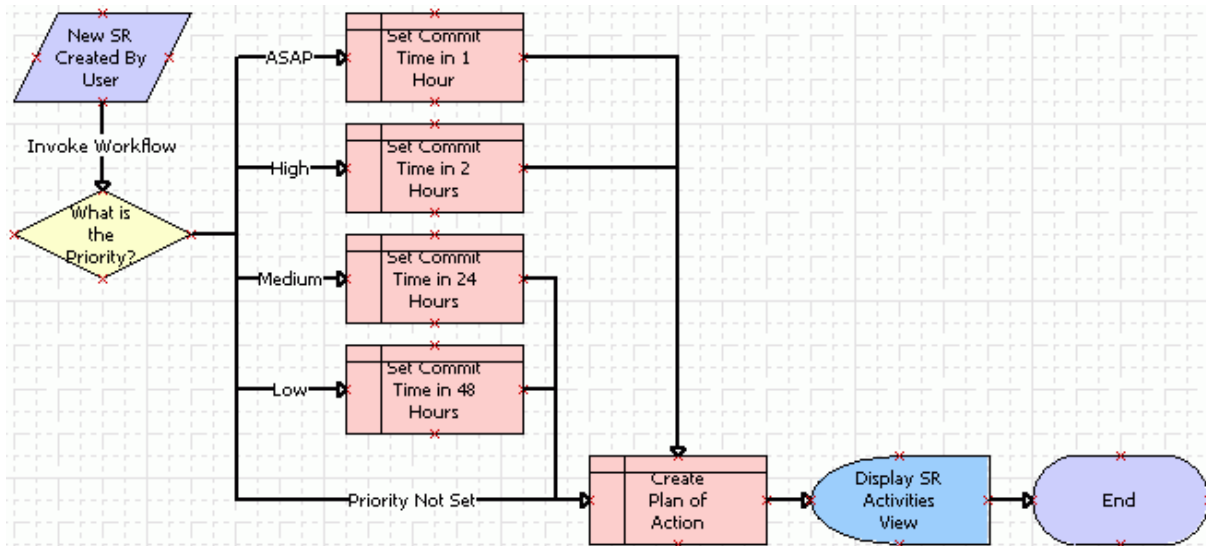 New SR
Created By
User
Invoke Workflow
What is
the
Priority?
ASAP
Set Commit
Time in 1
Hour
High
Set Commit
Time in 2
Hours
Medium
Set Commit
Time in 24
Hours
Low
Set Commit
Time in 48
Hours
Priority Not Set
Create
Plan of
Action
Display SR
Activities
View
End